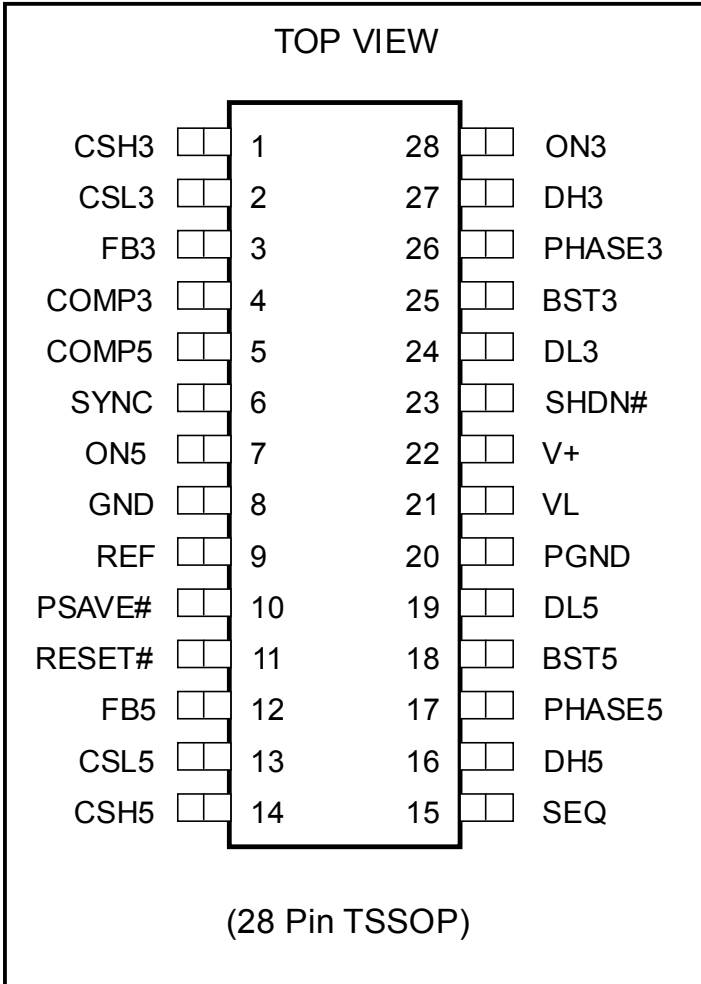 TOP VIEW
CSH3 1 28 ON3
CSL3 2 27 DH3
FB3 3 26 PHASE3
COMP3 4 25 BST3
COMP5 5 24 DL3
SYNC 6 23 SHDN#
ON5 7 22 V+
GND 8 21 VL
REF 9 20 PGND
PSAVE# 10 19 DL5
RESET# 11 18 BST5
FB5 12 17 PHASE5
CSL5 13 16 DH5
CSH5 14 15 SEQ
(28 Pin TSSOP)